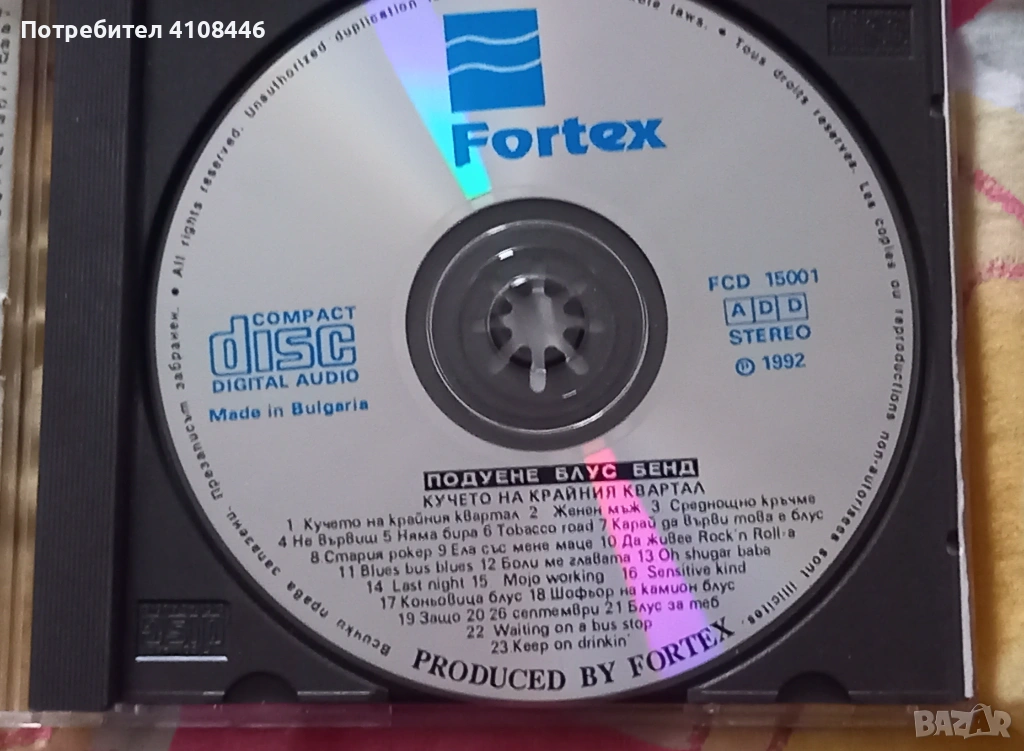 Потребител 4108446
Fortex
All rights reserved. Unauthorized duplication
laws. • Tous droits reserves. Les copies ou reproductions non-autorisees sont illicites.
Всички права запазени, презаписът забранен. •
COMPACT
disc
DIGITAL AUDIO
Made in Bulgaria
FCD 15001
ADD
STEREO
Ⓟ 1992
ПОДУЕНЕ БЛУС БЕНД
КУЧЕТО НА КРАЙНИЯ КВАРТАЛ
1 Кучето на крайния квартал 2 Женен мъж 3 Среднощно кръчме
4 Не вървиш 5 Няма бира 6 Tobacco road 7 Карай да върви това е блус
8 Стария рокер 9 Ела със мене маце 10 Да живее Rock'n Roll-а
11 Blues bus blues 12 Боли ме главата 13 Oh shugar baba
14 Last night 15 Mojo working 16 Sensitive kind
17 Коньовица блус 18 Шофьор на камион блус
19 Защо 20 26 септември 21 Блус за теб
22 Waiting on a bus stop
23 Keep on drinkin'
PRODUCED BY FORTEX
BAZAR